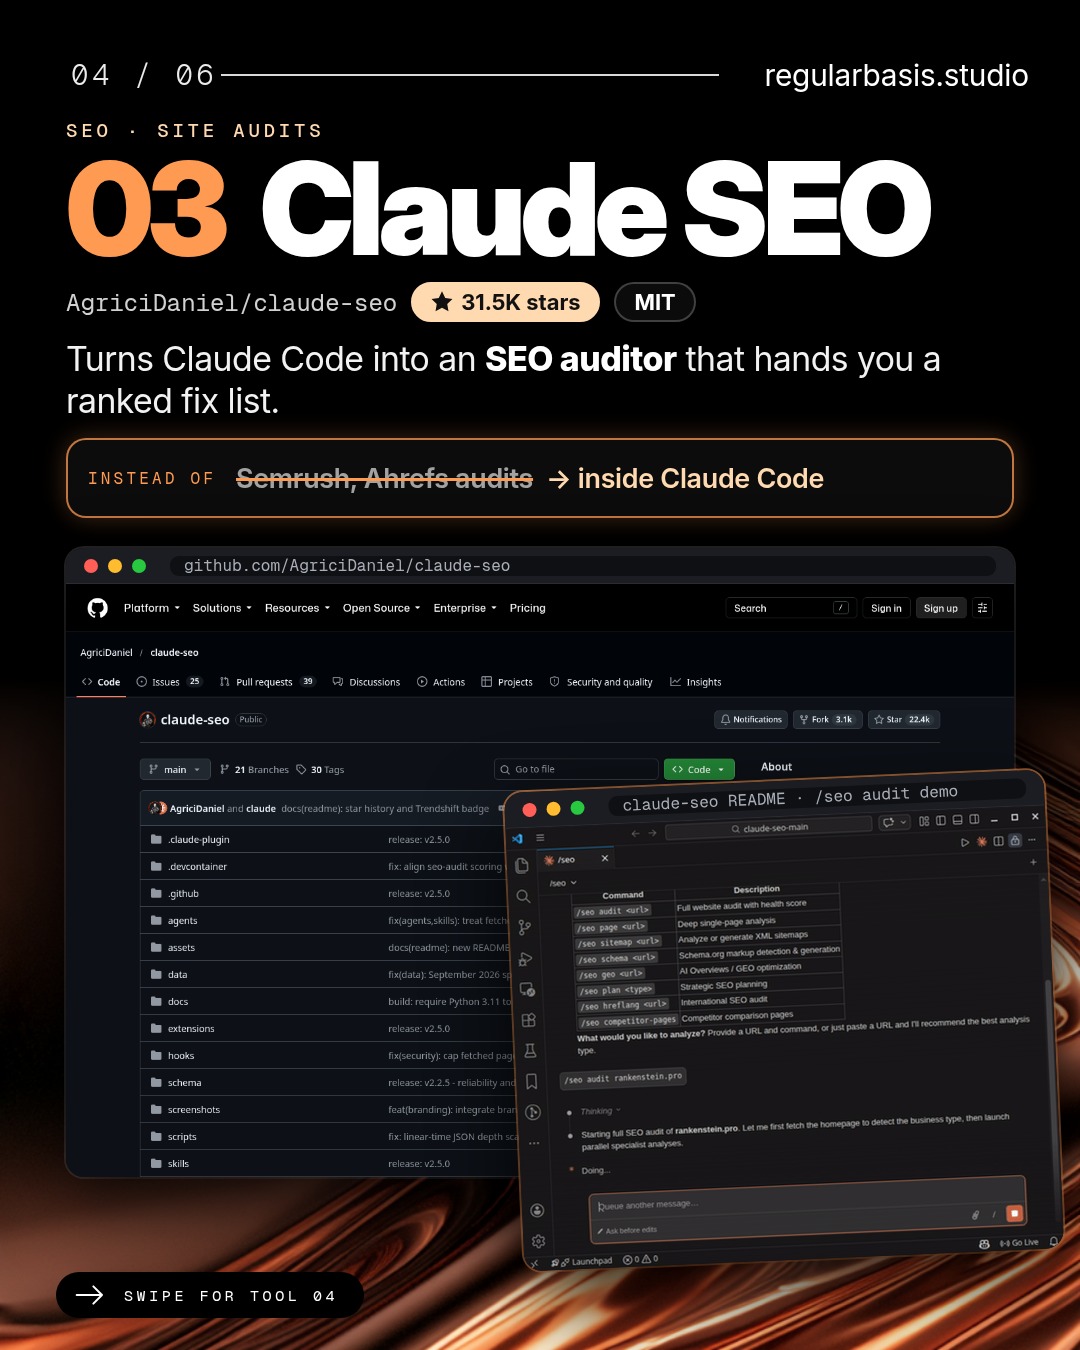 04 / 06
regularbasis.studio
SEO · SITE AUDITS
03 Claude SEO
AgriciDaniel/claude-seo
★ 31.5K stars
MIT
Turns Claude Code into an SEO auditor that hands you a
ranked fix list.
INSTEAD OF Semrush, Ahrefs audits → inside Claude Code
github.com/AgriciDaniel/claude-seo
Platform Solutions Resources Open Source Enterprise Pricing
Search / Sign in Sign up
AgriciDaniel / claude-seo
Code Issues 25 Pull requests 39 Discussions Actions Projects Security and quality Insights
claude-seo Public
Notifications Fork 3.1k Star 22.4k
main 21 Branches 30 Tags
Go to file Code About
AgriciDaniel and claude docs(readme): star history and Trendshift badge
.claude-plugin release: v2.5.0
.devcontainer fix: align seo-audit scoring
.github release: v2.5.0
agents fix(agents,skills): treat fetch
assets docs(readme): new README
data fix(data): September 2026 s
docs build: require Python 3.11 to
extensions release: v2.5.0
hooks fix(security): cap fetched pag
schema release: v2.2.5 - reliability and
screenshots feat(branding): integrate bran
scripts fix: linear-time JSON depth sca
skills release: v2.5.0
claude-seo README · /seo audit demo
claude-seo-main
/seo
/seo
Command Description
/seo audit <url> Full website audit with health score
/seo page <url> Deep single-page analysis
/seo sitemap <url> Analyze or generate XML sitemaps
/seo schema <url> Schema.org markup detection & generation
/seo geo <url> AI Overviews / GEO optimization
/seo plan <type> Strategic SEO planning
/seo hreflang <url> International SEO audit
/seo competitor-pages Competitor comparison pages
What would you like to analyze? Provide a URL and command, or just paste a URL and I'll recommend the best analysis
type.
/seo audit rankenstein.pro
Thinking
Starting full SEO audit of rankenstein.pro. Let me first fetch the homepage to detect the business type, then launch
parallel specialist analyses.
Doing...
Queue another message...
Ask before edits /
Launchpad 0 0
Go Live
→ SWIPE FOR TOOL 04